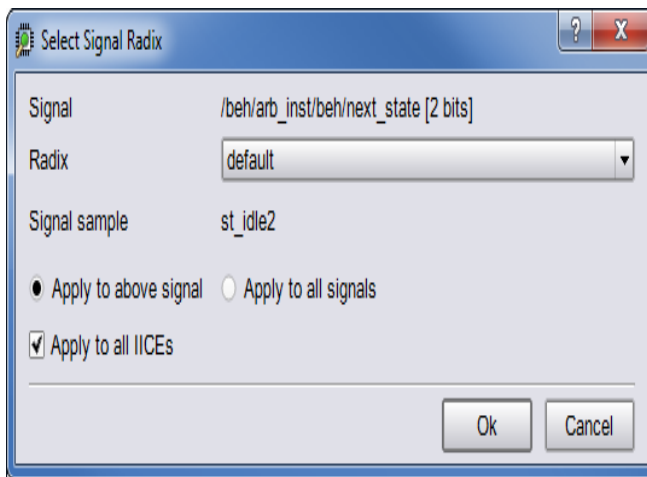 Select Signal Radix
? X
Signal /beh/arb_inst/beh/next_state [2 bits]
Radix default
Signal sample st_idle2
Apply to above signal Apply to all signals
Apply to all IICEs
Ok Cancel